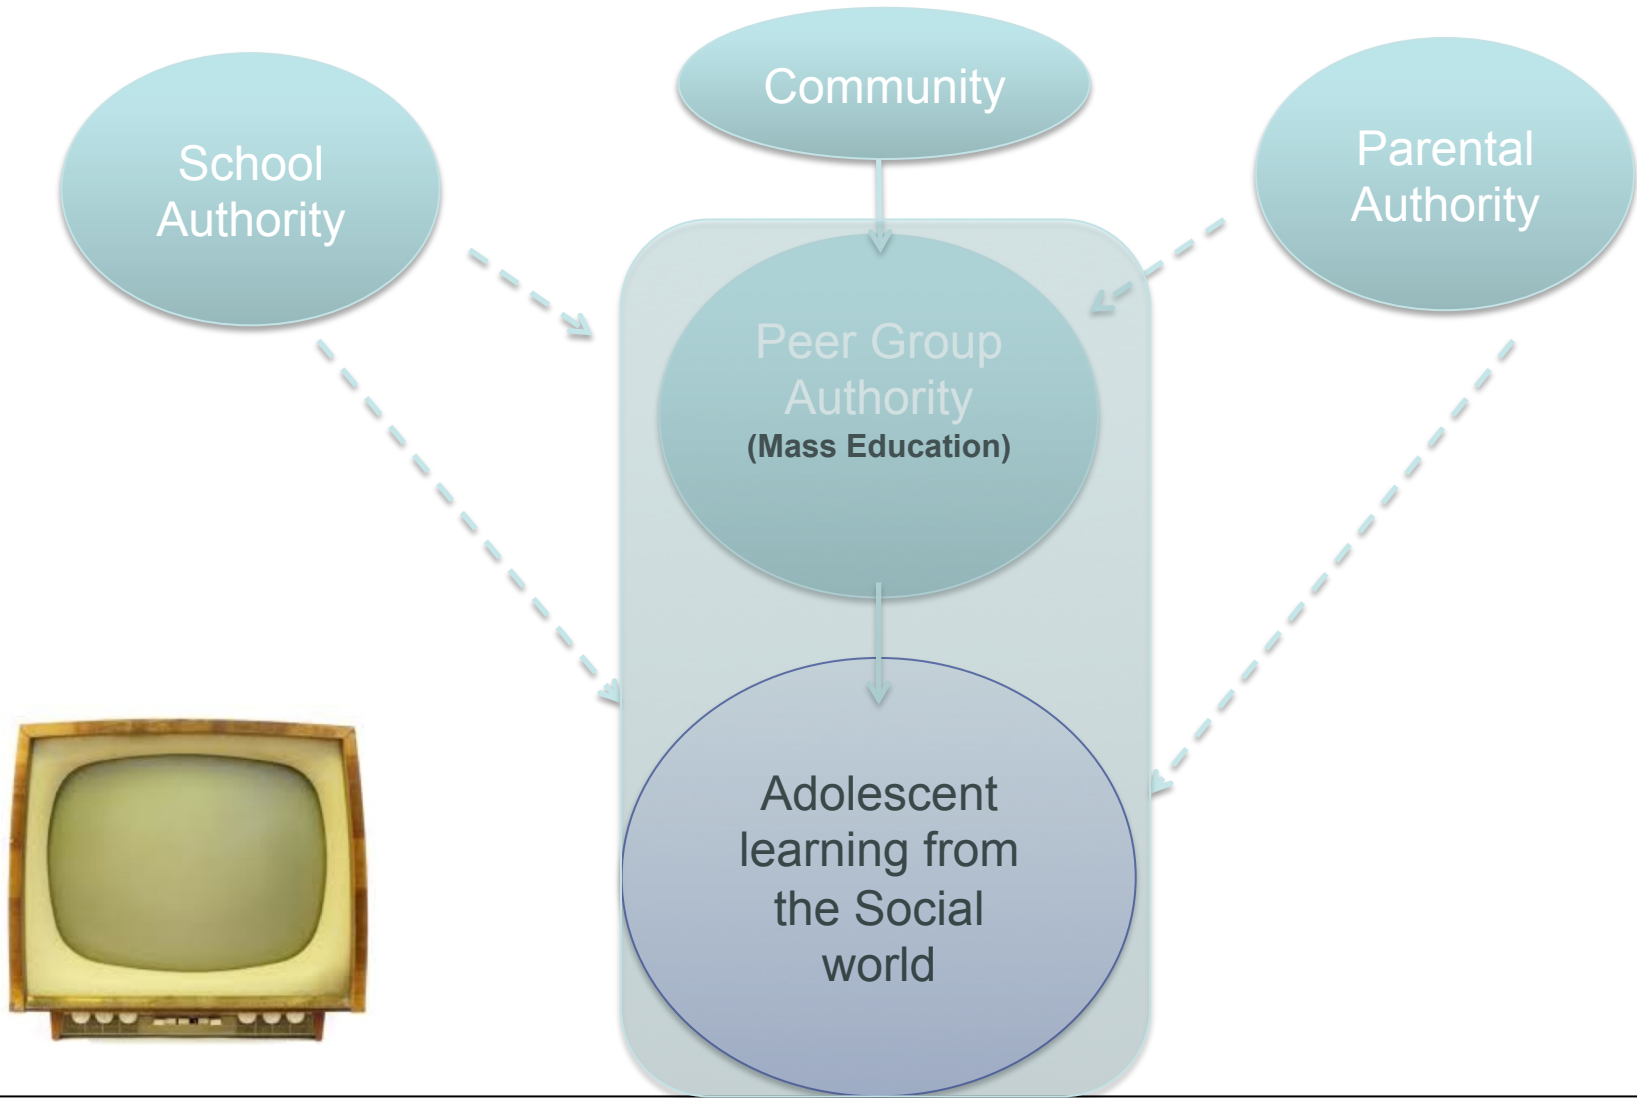 Community
School
Authority
Parental
Authority
Peer Group
Authority
(Mass Education)
Adolescent
learning from
the Social
world